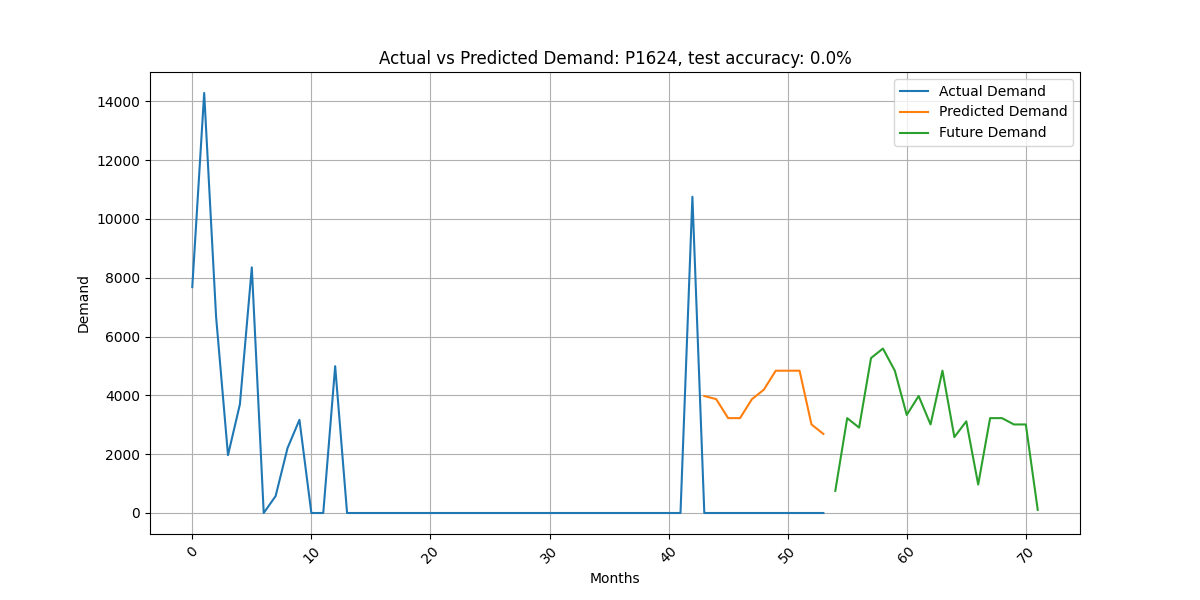 Actual vs Predicted Demand: P1624, test accuracy: 0.0%
Actual Demand
Predicted Demand
Future Demand
Demand
14000
12000
10000
8000
6000
4000
2000
0
0
10
20
30
40
50
60
70
Months